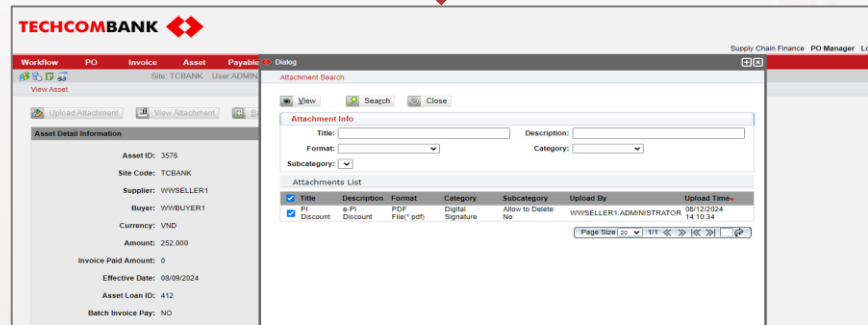 TECHCOMBANK
Supply Chain Finance PO Manager
Workflow PO Invoice Asset Payable
Site: TCBANK User:ADMIN
View Asset
Upload Attachment View Attachment
Asset Detail Information
Asset ID: 3576
Site Code: TCBANK
Supplier: WWSELLER1
Buyer: WWBUYER1
Currency: VND
Amount: 252,000
Invoice Paid Amount: 0
Effective Date: 08/09/2024
Asset Loan ID: 412
Batch Invoice Pay: NO
Dialog
Attachment Search
View Search Close
Attachment Info
Title: Description:
Format: Category:
Subcategory:
Attachments List
Title Description Format Category Subcategory Upload By Upload Time
PI Discount e-PI Discount PDF File(*.pdf) Digital Signature Allow to Delete: No WWSELLER1:ADMINISTRATOR 08/12/2024 14:10:34
Page Size 20 1/1